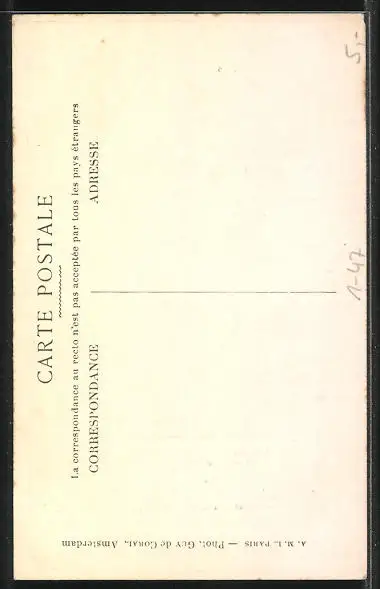 CARTE POSTALE
La correspondance au recto n'est pas acceptée par tous les pays étrangers
CORRESPONDANCE
ADRESSE
A. M. L. PARIS — Phot. GUY de CORAL, Amsterdam
5,-
1-47